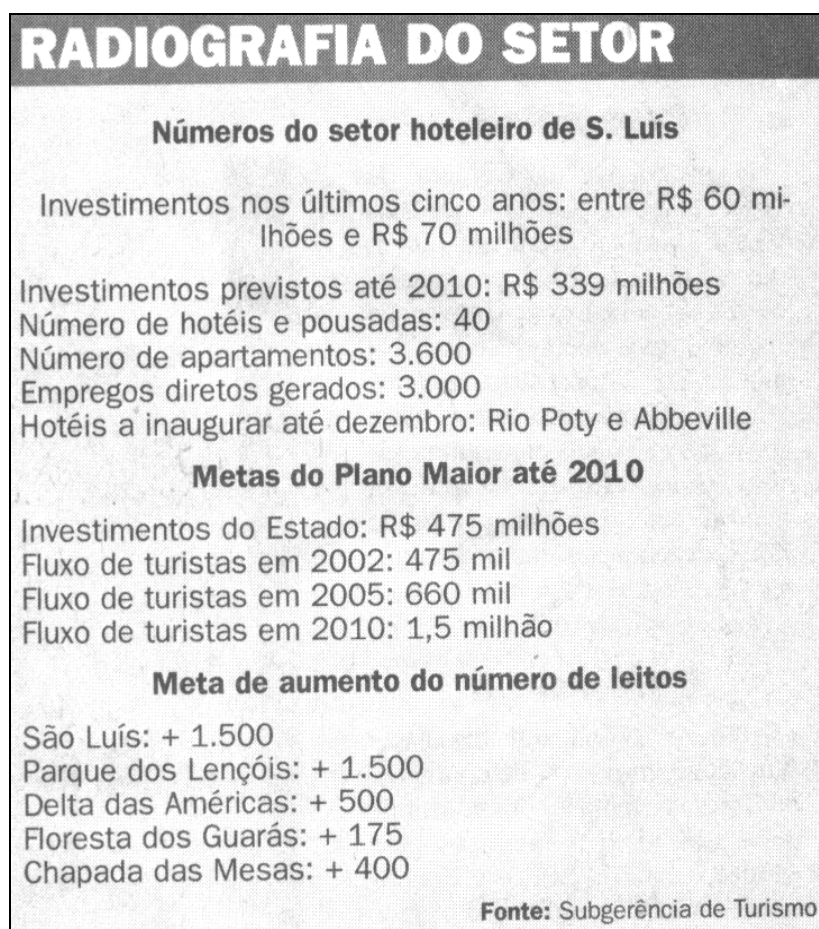 RADIOGRAFIA DO SETOR
Números do setor hoteleiro de S. Luís
Investimentos nos últimos cinco anos: entre R$ 60 mi-
lhões e R$ 70 milhões
Investimentos previstos até 2010: R$ 339 milhões
Número de hotéis e pousadas: 40
Número de apartamentos: 3.600
Empregos diretos gerados: 3.000
Hotéis a inaugurar até dezembro: Rio Poty e Abbeville
Metas do Plano Maior até 2010
Investimentos do Estado: R$ 475 milhões
Fluxo de turistas em 2002: 475 mil
Fluxo de turistas em 2005: 660 mil
Fluxo de turistas em 2010: 1,5 milhão
Meta de aumento do número de leitos
São Luís: + 1.500
Parque dos Lençóis: + 1.500
Delta das Américas: + 500
Floresta dos Guarás: + 175
Chapada das Mesas: + 400
Fonte: Subgerência de Turismo